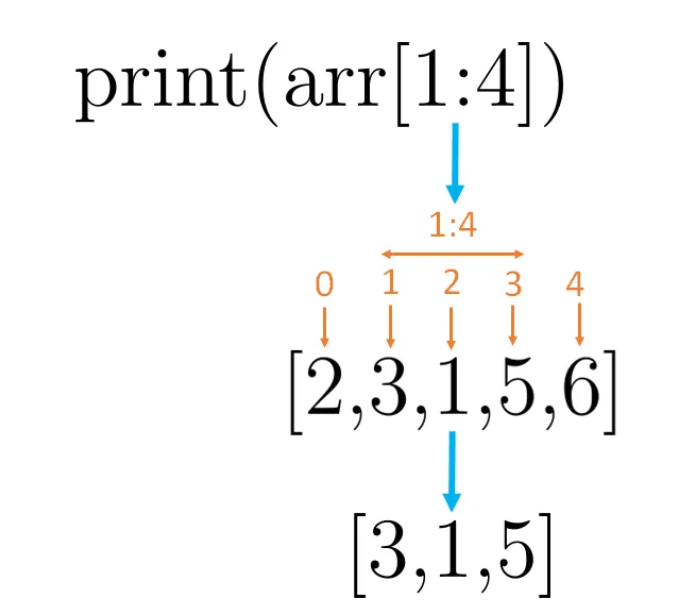 print(arr[1:4])
1:4
0 1 2 3 4
[2,3,1,5,6]
[3,1,5]